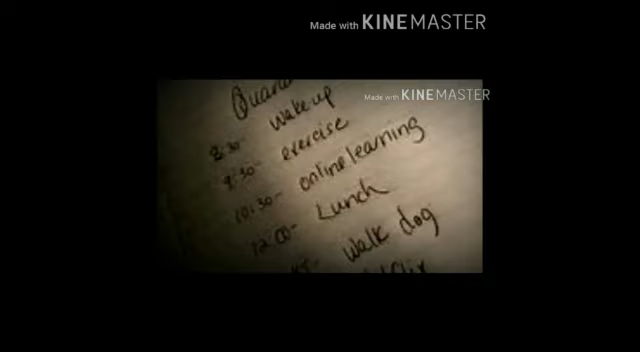 Made with KINEMASTER
Made with KINEMASTER
8:30- wake up
9:30- exercise
10:30- online learning
12:00- Lunch
walk dog